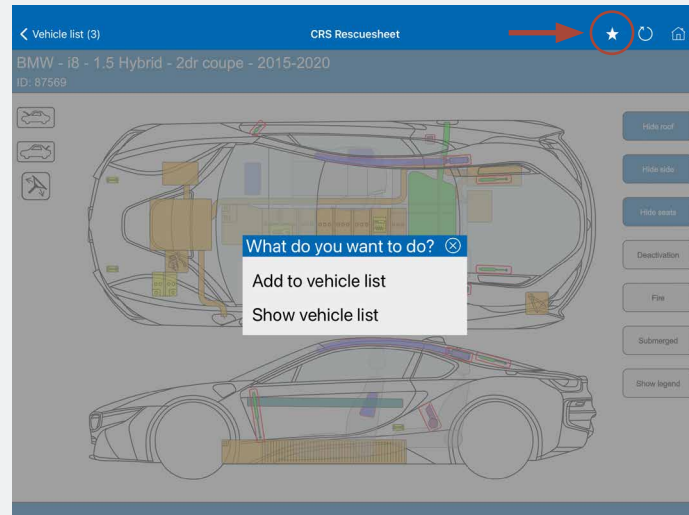 Vehicle list (3)
CRS Rescuesheet
BMW - i8 - 1.5 Hybrid - 2dr coupe - 2015-2020
ID: 87569
Hide roof
Hide side
Hide seats
What do you want to do?
Add to vehicle list
Show vehicle list
Deactivation
Fire
Submerged
Show legend